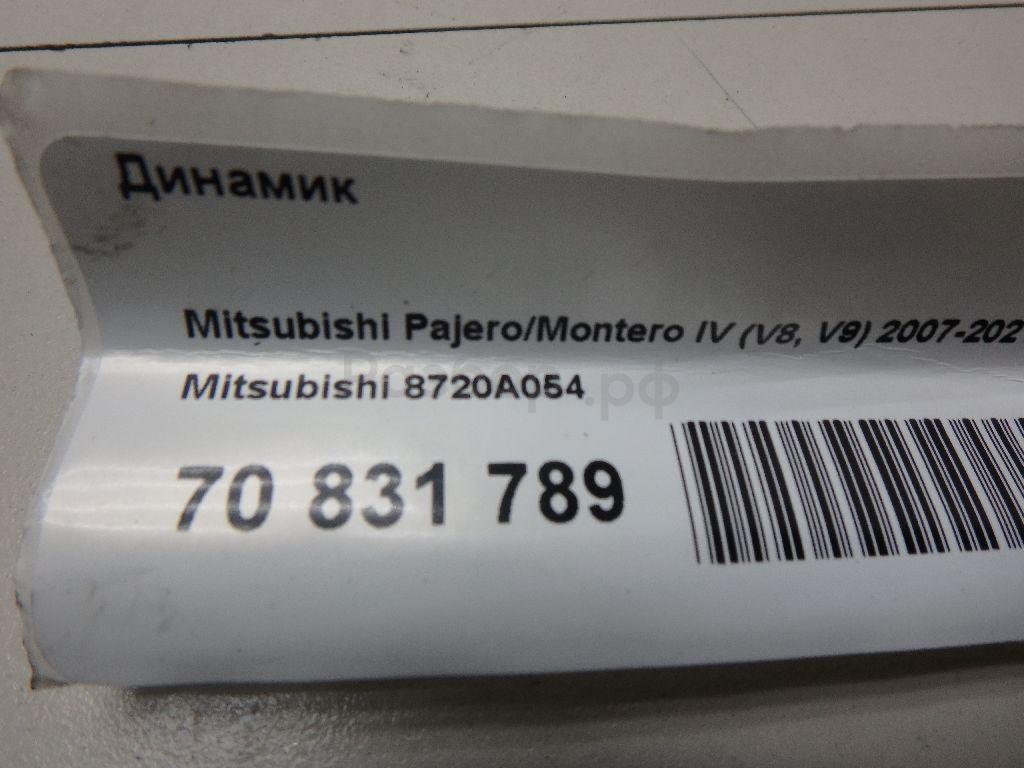 Динамик
Mitsubishi Pajero/Montero IV (V8, V9) 2007-202
Mitsubishi 8720A054
70 831 789